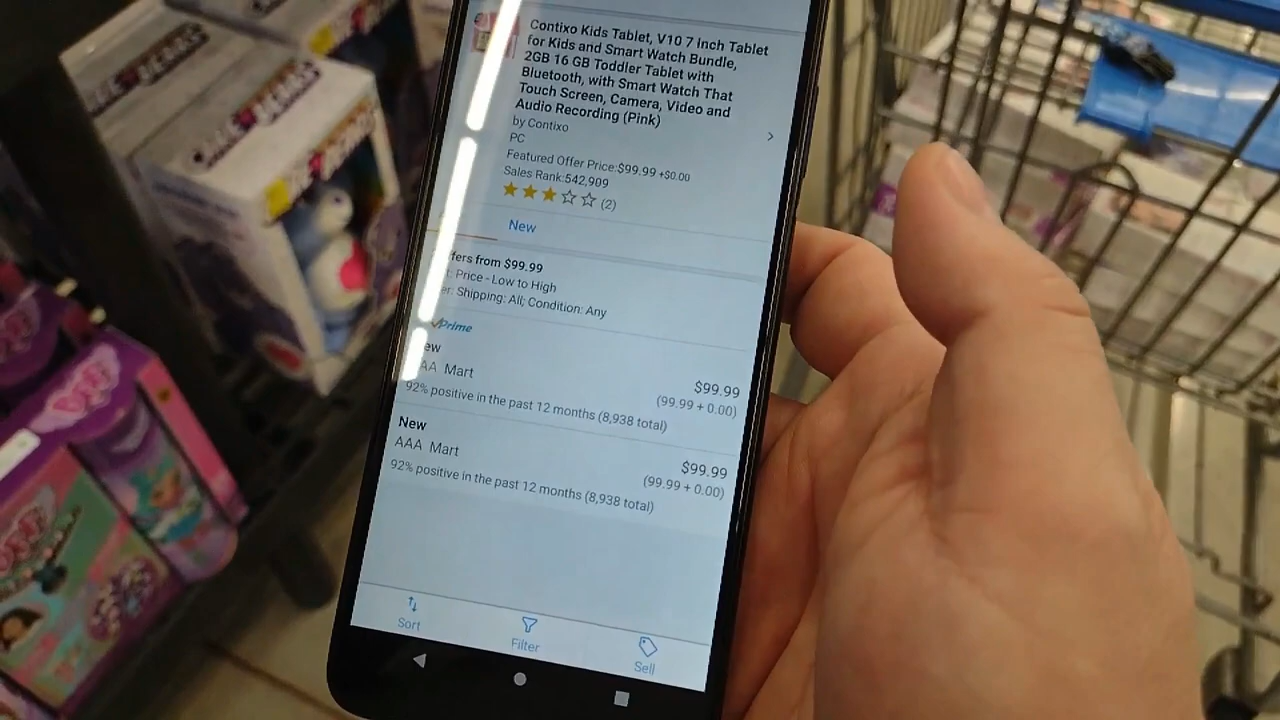 Contixo Kids Tablet, V10 7 Inch Tablet
for Kids and Smart Watch Bundle,
2GB 16 GB Toddler Tablet with
Bluetooth, with Smart Watch That
Touch Screen, Camera, Video and
Audio Recording (Pink)
by Contixo
PC
Featured Offer Price:$99.99 +$0.00
Sales Rank:542,909
(2)
New
fers from $99.99
t: Price - Low to High
er: Shipping: All; Condition: Any
Prime
ew
AA Mart
$99.99
92% positive in the past 12 months (8,938 total)
(99.99 + 0.00)
New
AAA Mart
$99.99
92% positive in the past 12 months (8,938 total)
(99.99 + 0.00)
Sort
Filter
Sell